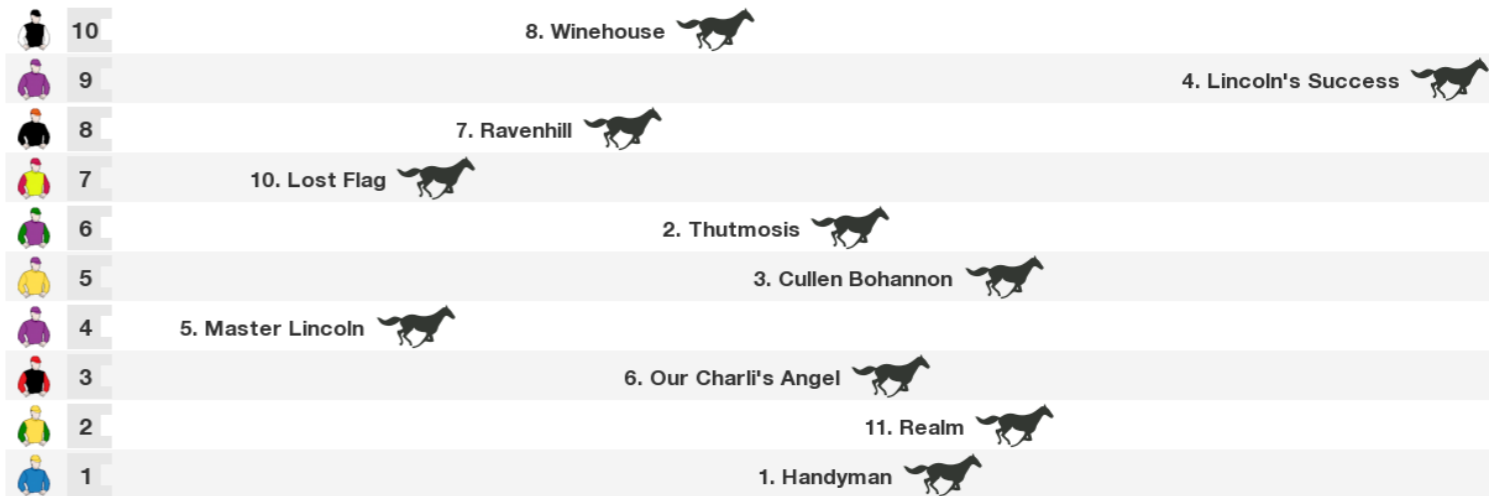 10 8. Winehouse
9 4. Lincoln's Success
8 7. Ravenhill
7 10. Lost Flag
6 2. Thutmosis
5 3. Cullen Bohannon
4 5. Master Lincoln
3 6. Our Charli's Angel
2 11. Realm
1 1. Handyman